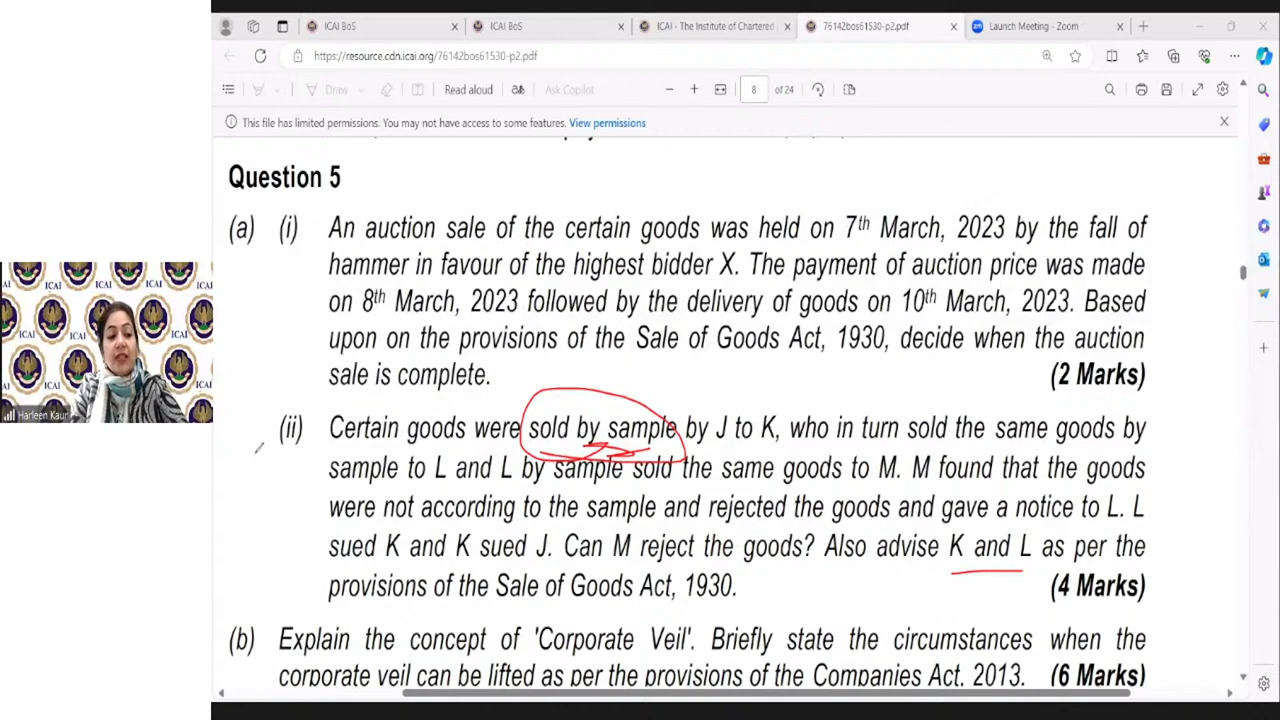 ICAI BoS
ICAI BoS
ICAI - The Institute of Chartered
76142bos61530-p2.pdf
Launch Meeting - Zoom
https://resource.cdn.icai.org/76142bos61530-p2.pdf
Draw
Read aloud
Ask Copilot
8 of 24
This file has limited permissions. You may not have access to some features. View permissions
Question 5
(a) (i) An auction sale of the certain goods was held on 7th March, 2023 by the fall of
hammer in favour of the highest bidder X. The payment of auction price was made
on 8th March, 2023 followed by the delivery of goods on 10th March, 2023. Based
upon on the provisions of the Sale of Goods Act, 1930, decide when the auction
sale is complete. (2 Marks)
(ii) Certain goods were sold by sample by J to K, who in turn sold the same goods by
sample to L and L by sample sold the same goods to M. M found that the goods
were not according to the sample and rejected the goods and gave a notice to L. L
sued K and K sued J. Can M reject the goods? Also advise K and L as per the
provisions of the Sale of Goods Act, 1930. (4 Marks)
(b) Explain the concept of 'Corporate Veil'. Briefly state the circumstances when the
corporate veil can be lifted as per the provisions of the Companies Act, 2013. (6 Marks)
ICAI
ICAI
Harleen Kaur